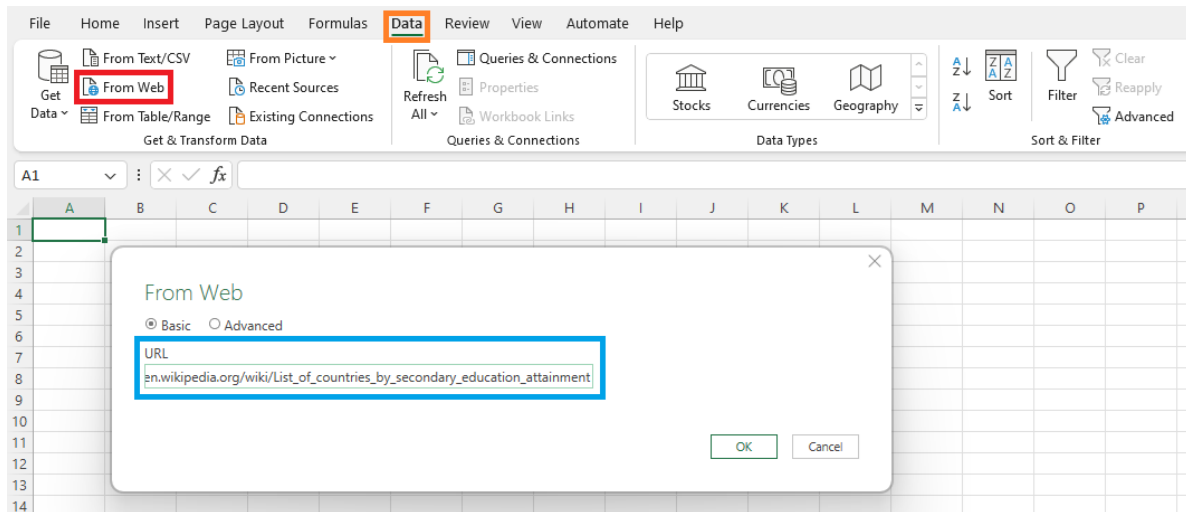 File Home Insert Page Layout Formulas Data Review View Automate Help
From Text/CSV From Picture Queries & Connections Clear
Get Data From Web Recent Sources Refresh All Properties Stocks Currencies Geography Sort Filter Reapply
From Table/Range Existing Connections Workbook Links Advanced
Get & Transform Data Queries & Connections Data Types Sort & Filter
A1 fx
A B C D E F G H I J K L M N O P
1
2
3
4
5
6
7
8
9
10
11
12
13
14
From Web
Basic Advanced
URL
en.wikipedia.org/wiki/List_of_countries_by_secondary_education_attainment
OK Cancel